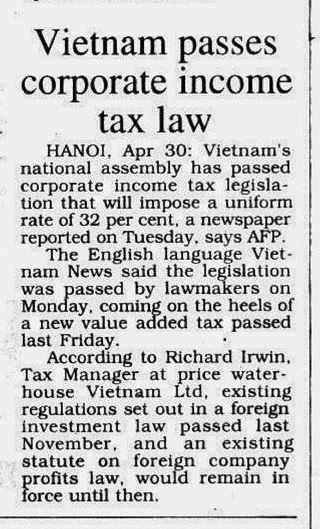 Vietnam passes
corporate income
tax law
HANOI, Apr 30: Vietnam's
national assembly has passed
corporate income tax legisla-
tion that will impose a uniform
rate of 32 per cent, a newspaper
reported on Tuesday, says AFP.
The English language Viet-
nam News said the legislation
was passed by lawmakers on
Monday, coming on the heels of
a new value added tax passed
last Friday.
According to Richard Irwin,
Tax Manager at price water-
house Vietnam Ltd, existing
regulations set out in a foreign
investment law passed last
November, and an existing
statute on foreign company
profits law, would remain in
force until then.